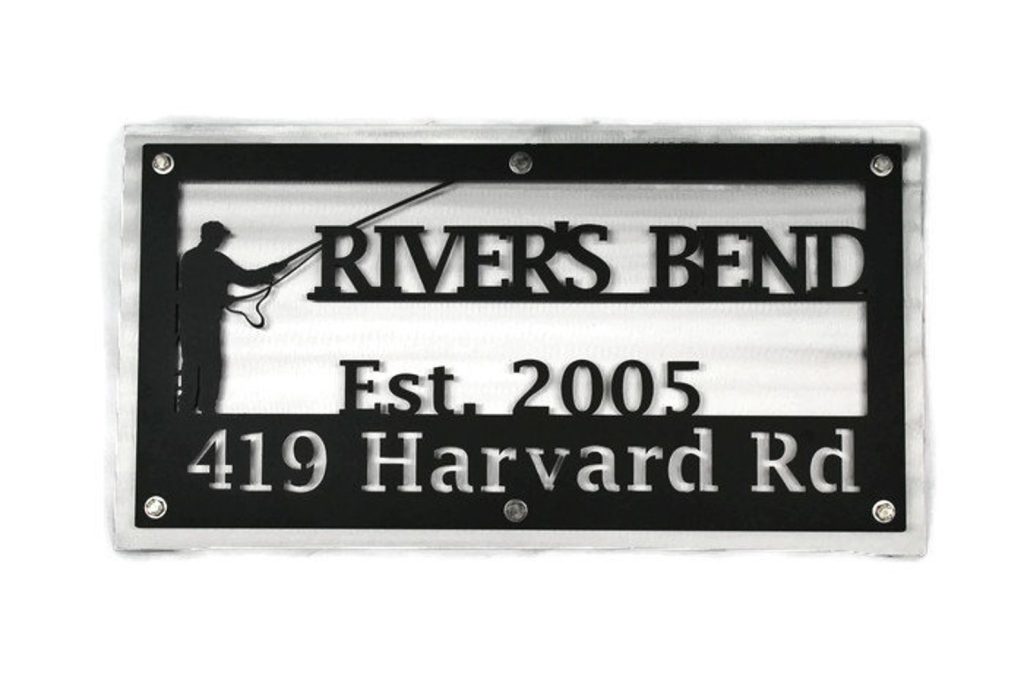 RIVER'S BEND
Est. 2005
419 Harvard Rd